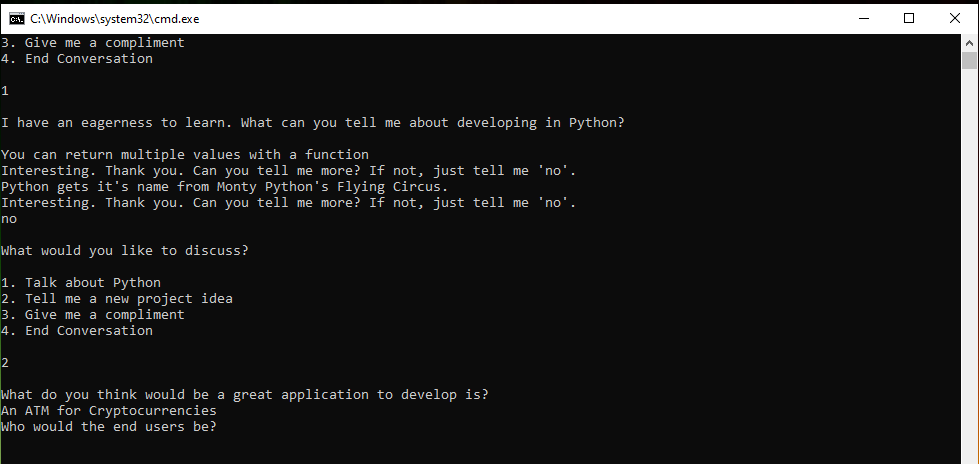 C:\Windows\system32\cmd.exe
3. Give me a compliment
4. End Conversation
1
I have an eagerness to learn. What can you tell me about developing in Python?
You can return multiple values with a function
Interesting. Thank you. Can you tell me more? If not, just tell me 'no'.
Python gets it's name from Monty Python's Flying Circus.
Interesting. Thank you. Can you tell me more? If not, just tell me 'no'.
no
What would you like to discuss?
1. Talk about Python
2. Tell me a new project idea
3. Give me a compliment
4. End Conversation
2
What do you think would be a great application to develop is?
An ATM for Cryptocurrencies
Who would the end users be?